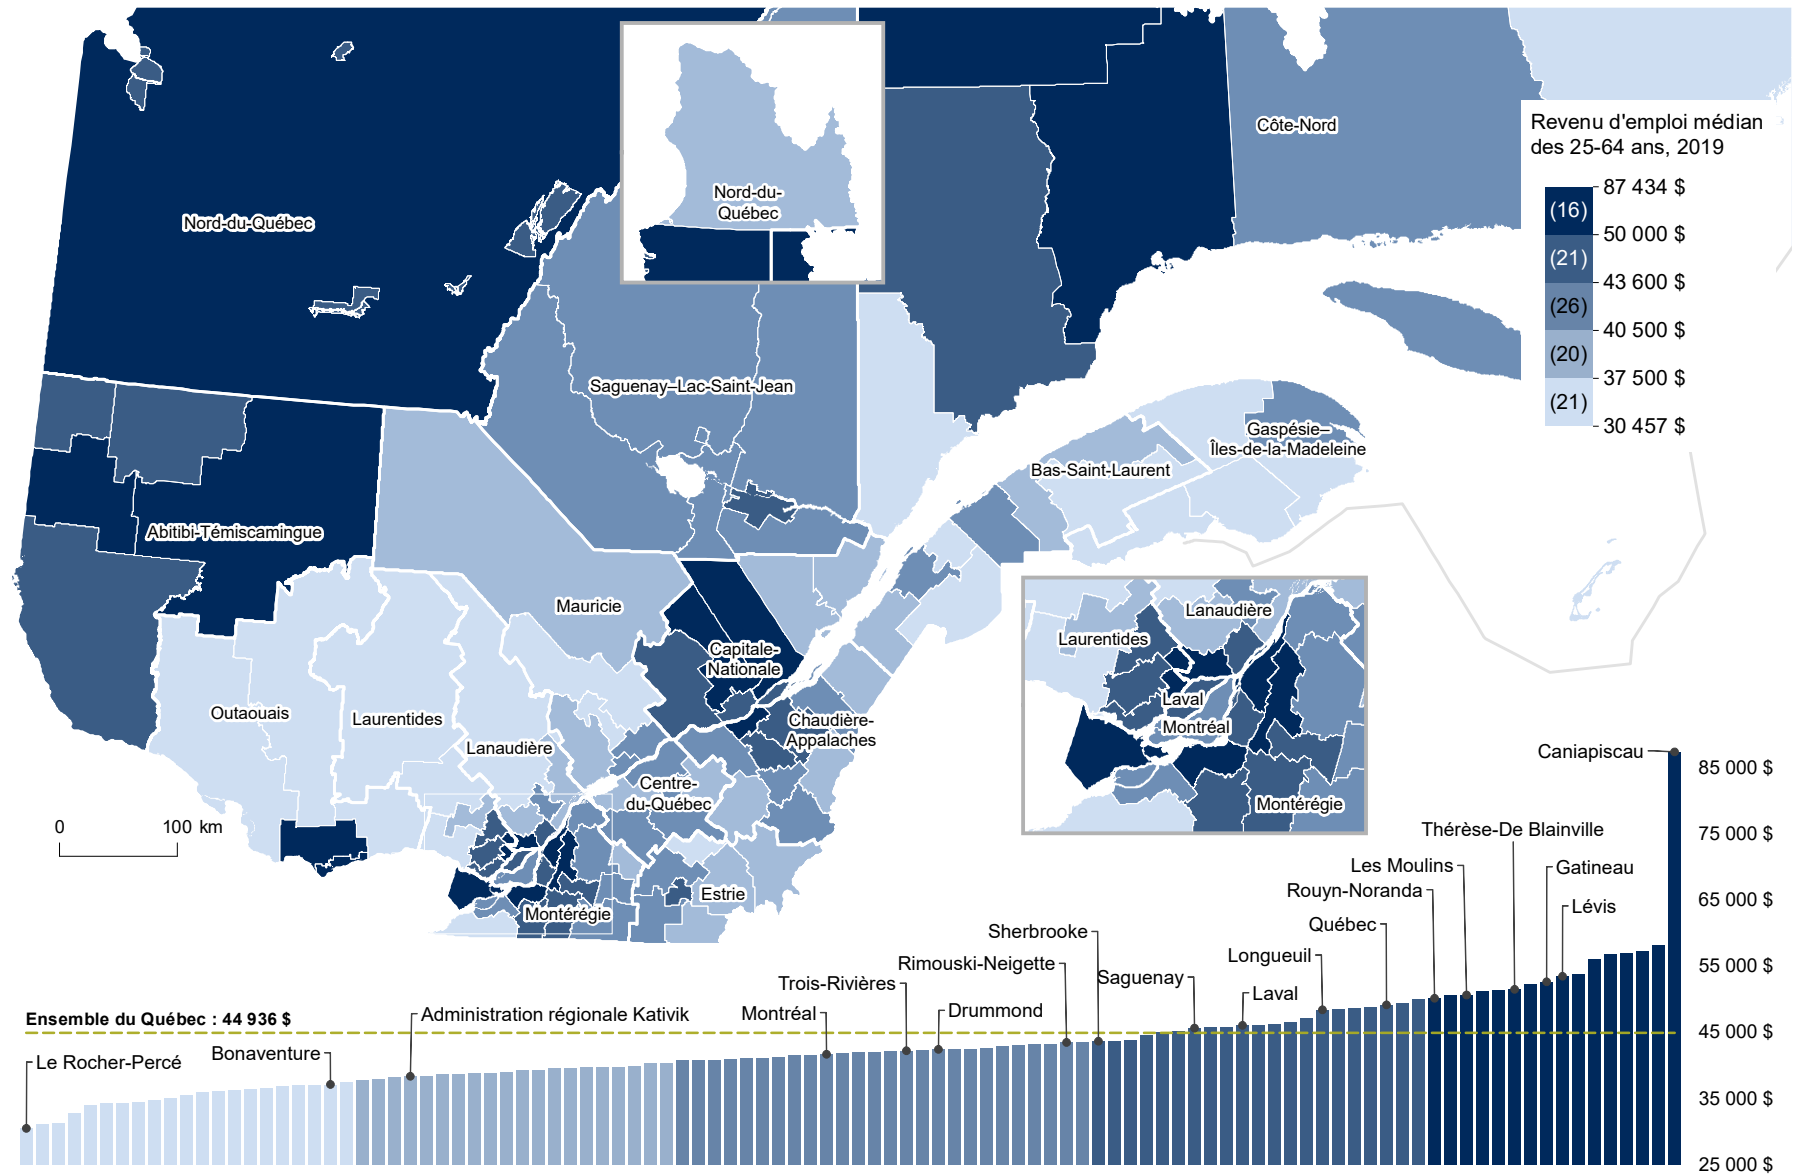 Nord-du-
Québec
Côte-Nord
Revenu d'emploi médian
des 25-64 ans, 2019
87 434 $
(16)
50 000 $
(21)
43 600 $
(26)
40 500 $
(20)
37 500 $
(21)
30 457 $
Nord-du-Québec
Saguenay–Lac-Saint-Jean
Gaspésie–
Îles-de-la-Madeleine
Bas-Saint-Laurent
Abitibi-Témiscamingue
Mauricie
Capitale-
Nationale
Chaudière-
Appalaches
Outaouais
Laurentides
Lanaudière
Centre-
du-Québec
Estrie
Montérégie
0
100 km
Lanaudière
Laurentides
Laval
Montréal
Montérégie
Caniapiscau
Thérèse-De Blainville
Les Moulins
Gatineau
Rouyn-Noranda
Lévis
Québec
Sherbrooke
Longueuil
Rimouski-Neigette
Saguenay
Trois-Rivières
Laval
Montréal
Drummond
Administration régionale Kativik
Ensemble du Québec : 44 936 $
Bonaventure
Le Rocher-Percé
85 000 $
75 000 $
65 000 $
55 000 $
45 000 $
35 000 $
25 000 $